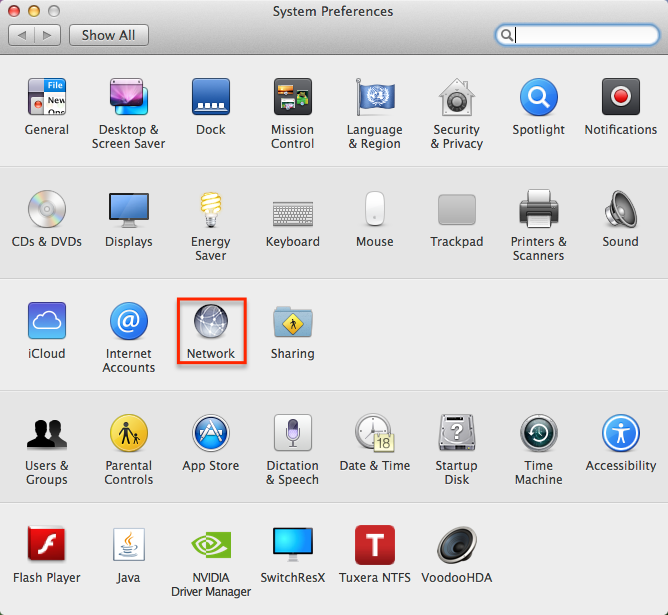 System Preferences
Show All
File
New
Ope
General
Desktop &
Screen Saver
Dock
Mission
Control
Language
& Region
Security
& Privacy
Spotlight
Notifications
CDs & DVDs
Displays
Energy
Saver
Keyboard
Mouse
Trackpad
Printers &
Scanners
Sound
iCloud
@
Internet
Accounts
Network
Sharing
Users &
Groups
Parental
Controls
App Store
Dictation
& Speech
18
Date & Time
?
Startup
Disk
Time
Machine
Accessibility
Flash Player
Java
Java
NVIDIA
Driver Manager
SwitchResX
T
Tuxera NTFS
VoodooHDA